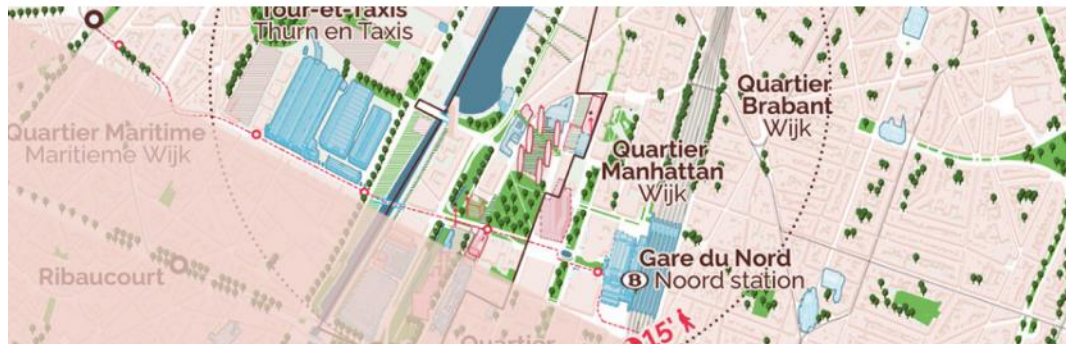 Tour-et-Taxis
Thurn en Taxis
Quartier Maritime
Maritieme Wijk
Quartier
Brabant
Wijk
Quartier
Manhattan
Wijk
Ribaucourt
Gare du Nord
B Noord station
15'
Quartier